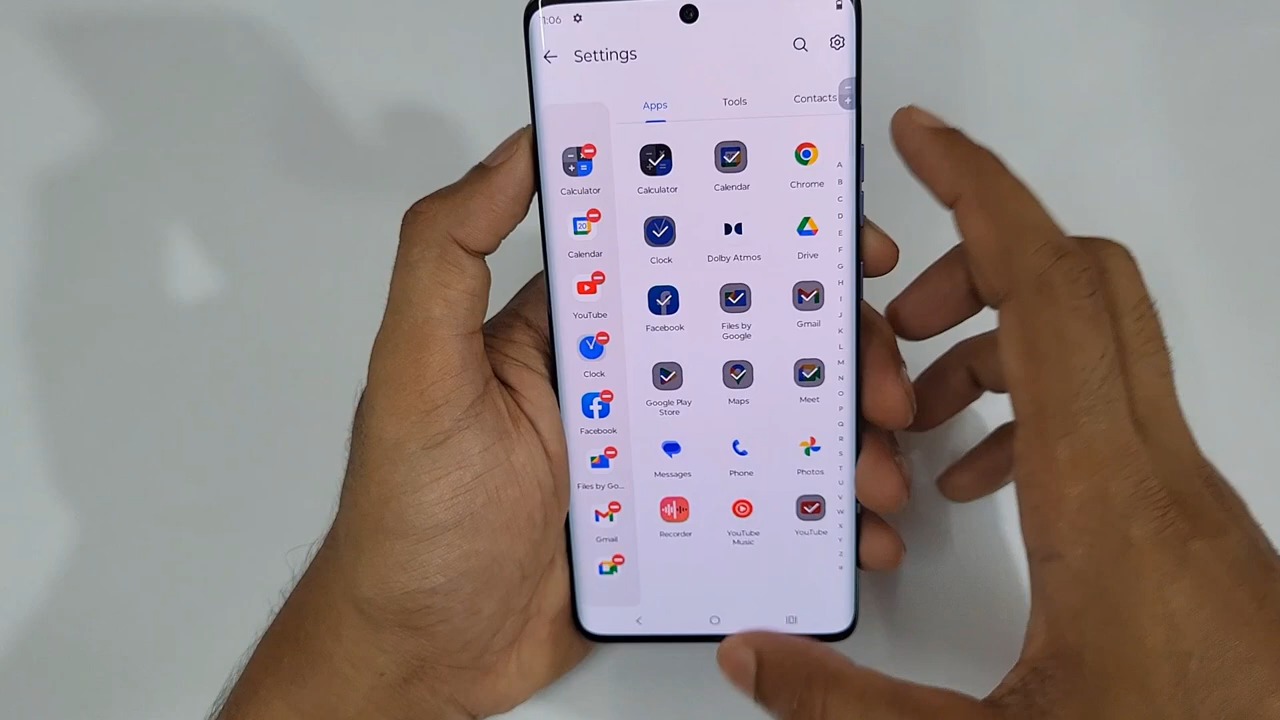 1:06
Settings
Apps
Tools
Contacts
Calculator
Calendar
YouTube
Clock
Facebook
Files by Go...
Gmail
Calculator
Calendar
Chrome
Clock
Dolby Atmos
Drive
Facebook
Files by
Google
Gmail
Google Play
Store
Maps
Meet
Messages
Phone
Photos
Recorder
YouTube
Music
YouTube
20
A
B
C
D
E
F
G
H
I
J
K
L
M
N
O
P
Q
R
S
T
U
V
W
X
Y
Z
#